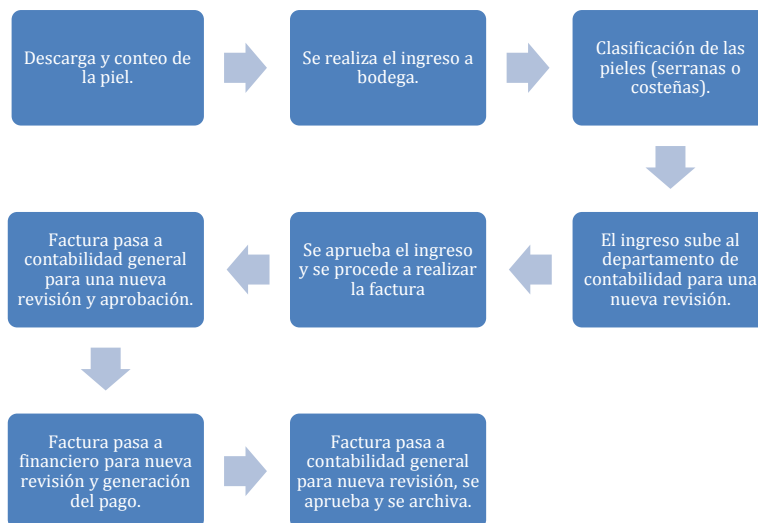 Descarga y conteo de
la piel.
Se realiza el ingreso a
bodega.
Clasificación de las
pieles (serranas o
costeñas).
El ingreso sube al
departamento de
contabilidad para una
nueva revisión.
Se aprueba el ingreso
y se procede a realizar
la factura
Factura pasa a
contabilidad general
para una nueva
revisión y aprobación.
Factura pasa a
financiero para nueva
revisión y generación
del pago.
Factura pasa a
contabilidad general
para nueva revisión, se
aprueba y se archiva.